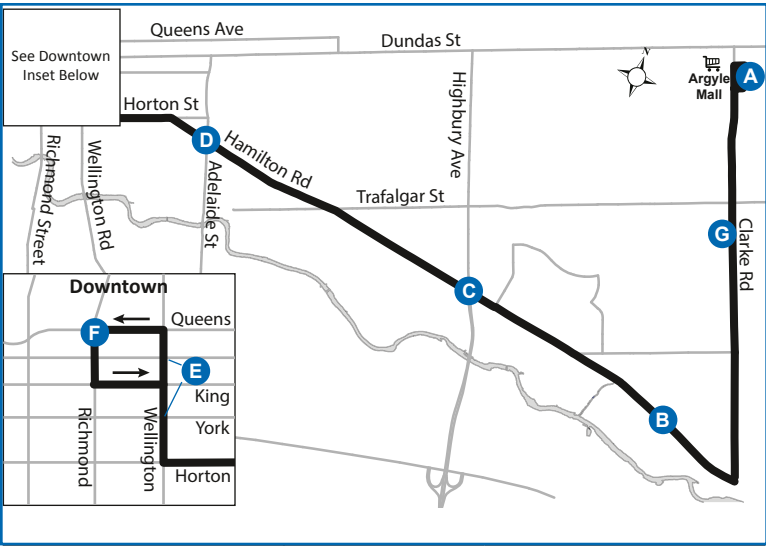 Queens Ave
Dundas St
See Downtown
Inset Below
N
Argyle
Mall
A
Horton St
Highbury Ave
D
Hamilton Rd
Richmond Street
Wellington Rd
Adelaide St
Trafalgar St
G
Clarke Rd
C
B
Downtown
Queens
F
E
King
Richmond
Wellington
York
Horton